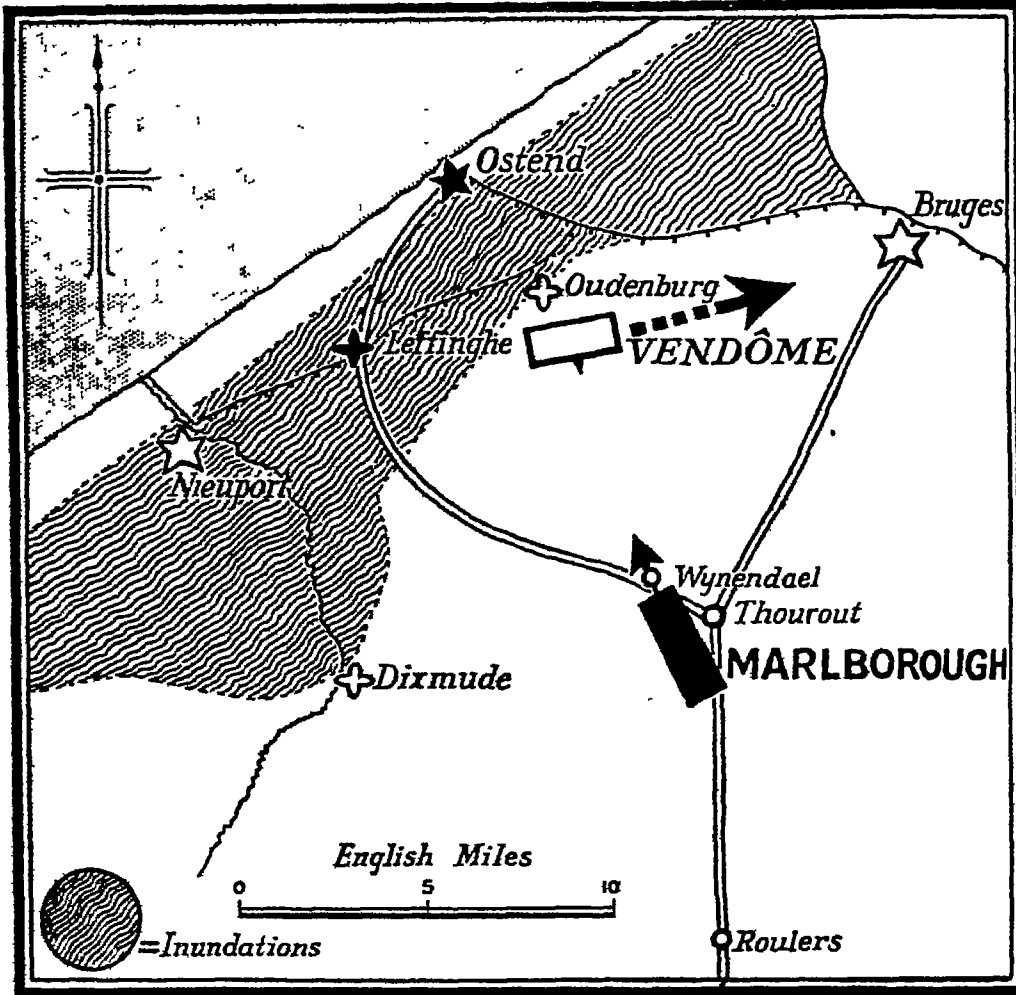 Ostend
Bruges
Oudenburg
Leffinghe
VENDÔME
Nieuport
Wynendael
Thourout
MARLBOROUGH
Dixmude
English Miles
0 5 10
=Inundations
Roulers